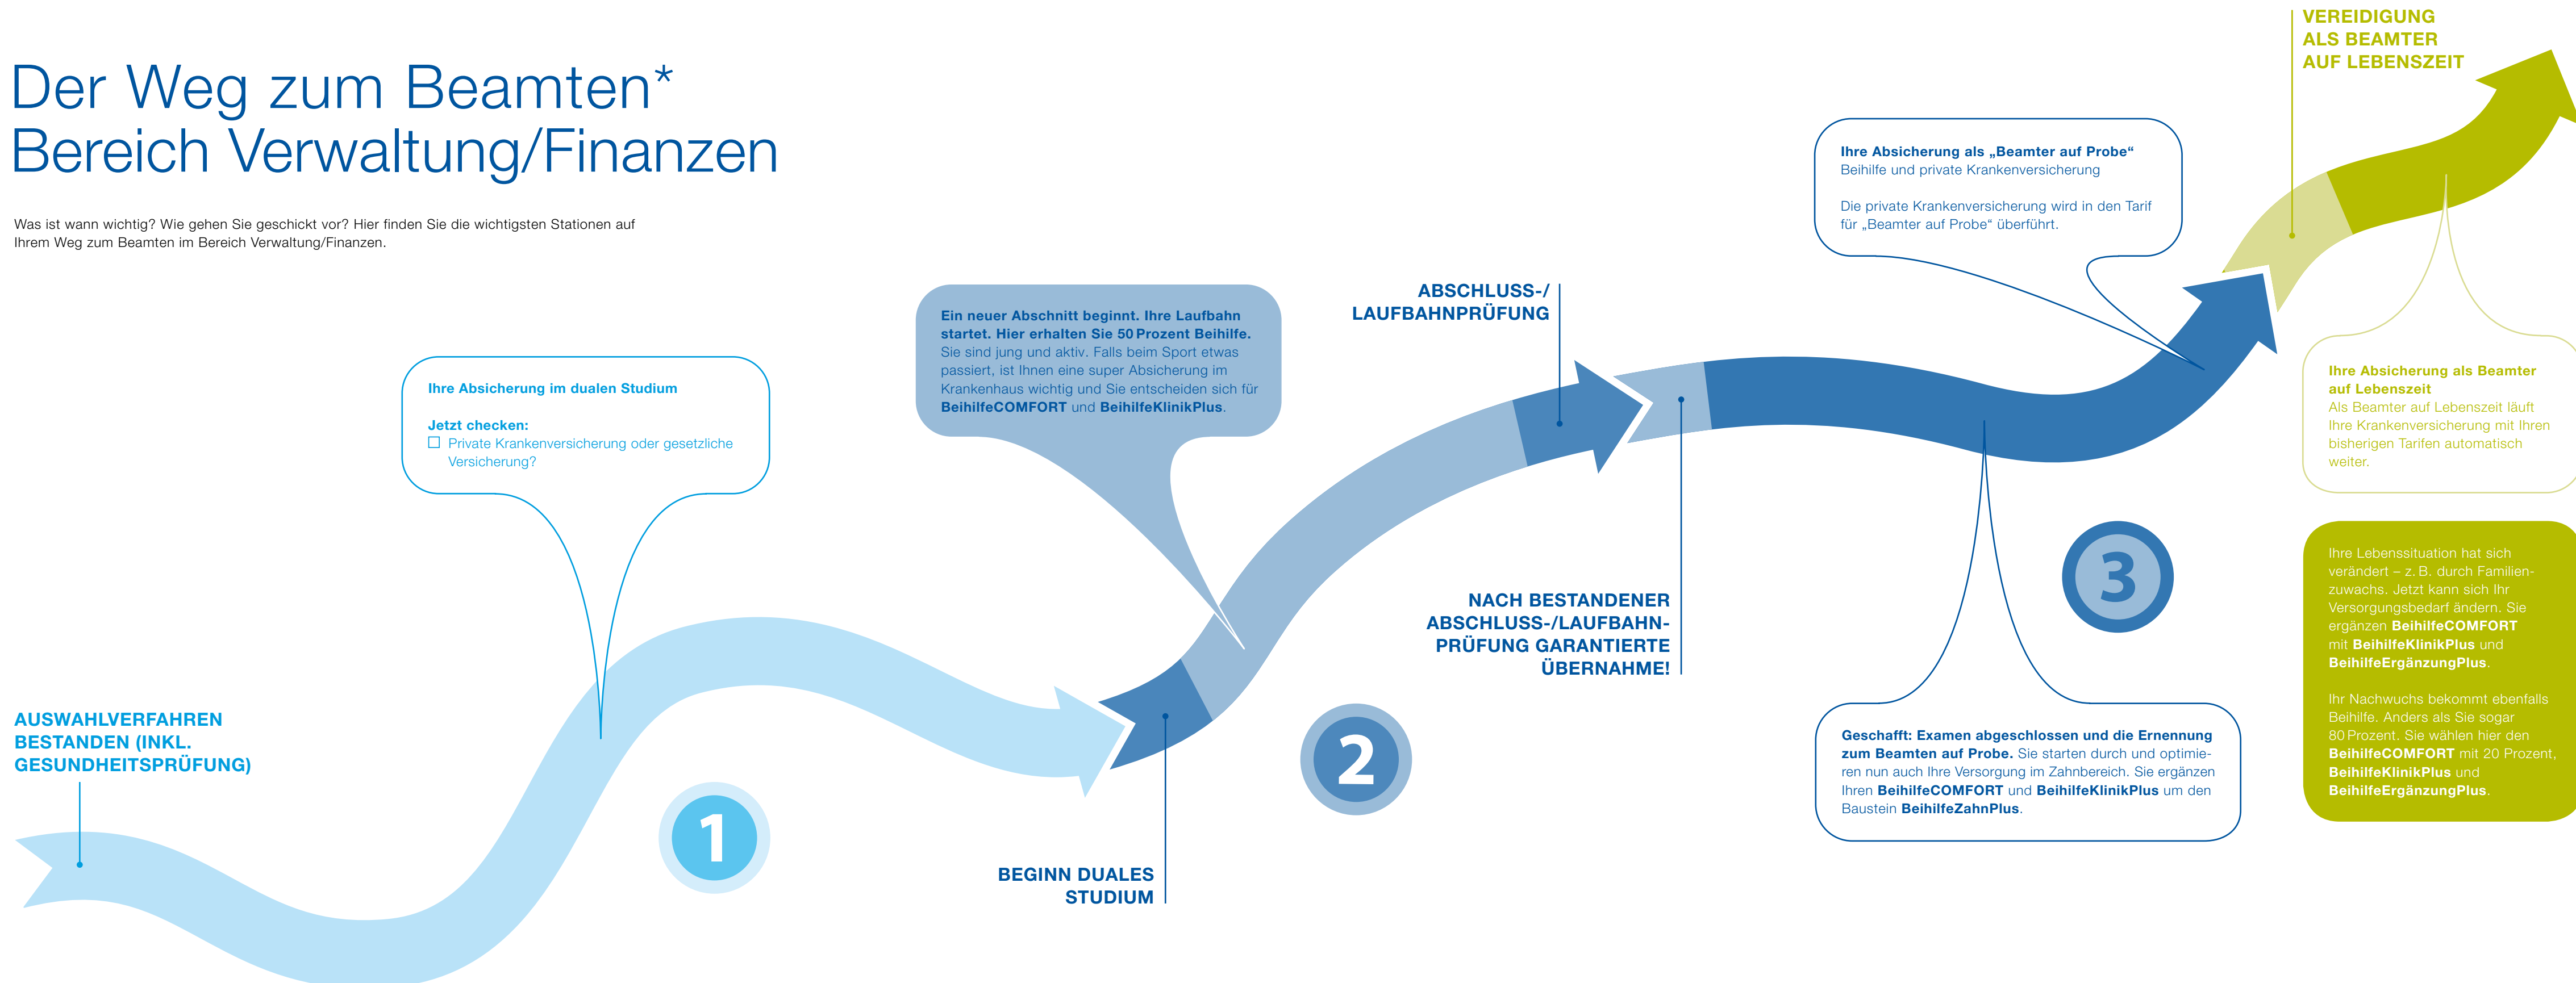 Der Weg zum Beamten*
Bereich Verwaltung/Finanzen
Was ist wann wichtig? Wie gehen Sie geschickt vor? Hier finden Sie die wichtigsten Stationen auf
Ihrem Weg zum Beamten im Bereich Verwaltung/Finanzen.
AUSWAHLVERFAHREN
BESTANDEN (INKL.
GESUNDHEITSPRÜFUNG)
Ihre Absicherung im dualen Studium
Jetzt checken:
☐ Private Krankenversicherung oder gesetzliche
Versicherung?
1
BEGINN DUALES
STUDIUM
Ein neuer Abschnitt beginnt. Ihre Laufbahn
startet. Hier erhalten Sie 50 Prozent Beihilfe.
Sie sind jung und aktiv. Falls beim Sport etwas
passiert, ist Ihnen eine super Absicherung im
Krankenhaus wichtig und Sie entscheiden sich für
BeihilfeCOMFORT und BeihilfeKlinikPlus.
2
ABSCHLUSS-/
LAUFBAHNPRÜFUNG
NACH BESTANDENER
ABSCHLUSS-/LAUFBAHN-
PRÜFUNG GARANTIERTE
ÜBERNAHME!
Ihre Absicherung als „Beamter auf Probe“
Beihilfe und private Krankenversicherung
Die private Krankenversicherung wird in den Tarif
für „Beamter auf Probe“ überführt.
3
Geschafft: Examen abgeschlossen und die Ernennung
zum Beamten auf Probe. Sie starten durch und optimie-
ren nun auch Ihre Versorgung im Zahnbereich. Sie ergänzen
Ihren BeihilfeCOMFORT und BeihilfeKlinikPlus um den
Baustein BeihilfeZahnPlus.
VEREIDIGUNG
ALS BEAMTER
AUF LEBENSZEIT
Ihre Absicherung als Beamter
auf Lebenszeit
Als Beamter auf Lebenszeit läuft
Ihre Krankenversicherung mit Ihren
bisherigen Tarifen automatisch
weiter.
Ihre Lebenssituation hat sich
verändert – z. B. durch Familien-
zuwachs. Jetzt kann sich Ihr
Versorgungsbedarf ändern. Sie
ergänzen BeihilfeCOMFORT
mit BeihilfeKlinikPlus und
BeihilfeErgänzungPlus.
Ihr Nachwuchs bekommt ebenfalls
Beihilfe. Anders als Sie sogar
80 Prozent. Sie wählen hier den
BeihilfeCOMFORT mit 20 Prozent,
BeihilfeKlinikPlus und
BeihilfeErgänzungPlus.